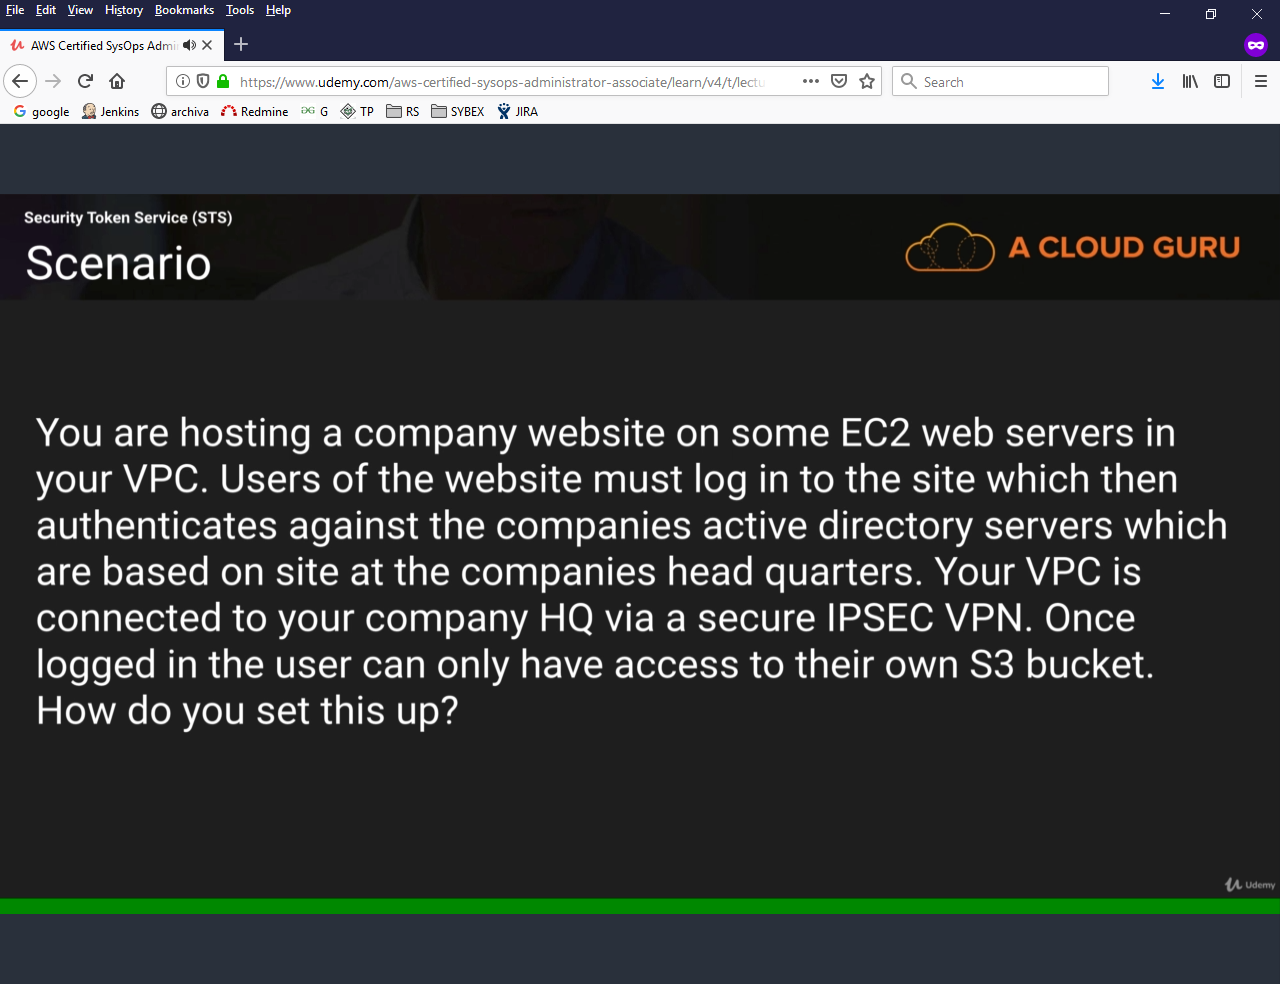 File Edit View History Bookmarks Tools Help
AWS Certified SysOps Admi
https://www.udemy.com/aws-certified-sysops-administrator-associate/learn/v4/t/lectu
Search
google Jenkins archiva Redmine G TP RS SYBEX JIRA
Security Token Service (STS)
Scenario
A CLOUD GURU
You are hosting a company website on some EC2 web servers in
your VPC. Users of the website must log in to the site which then
authenticates against the companies active directory servers which
are based on site at the companies head quarters. Your VPC is
connected to your company HQ via a secure IPSEC VPN. Once
logged in the user can only have access to their own S3 bucket.
How do you set this up?
Udemy